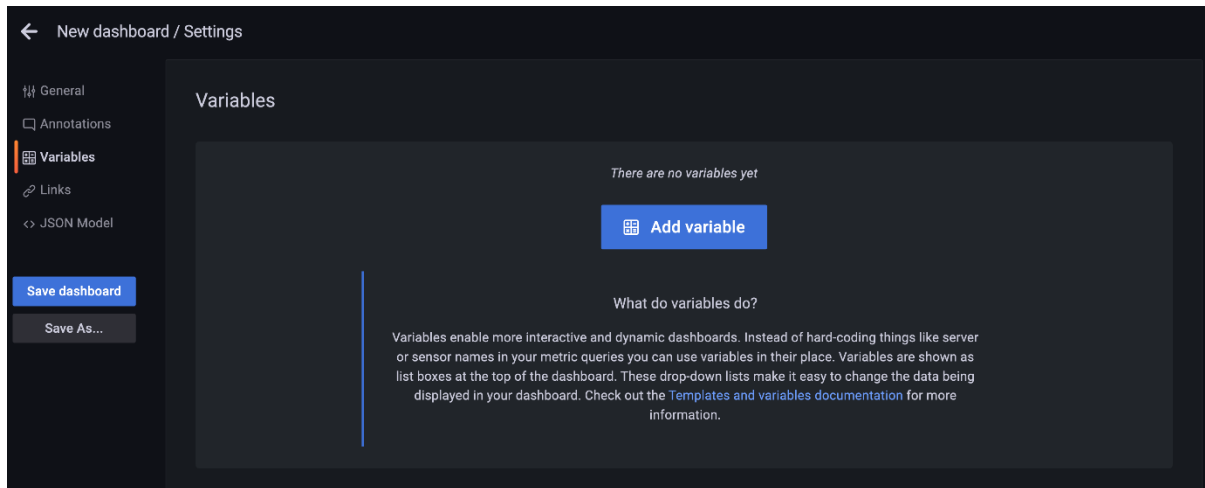 New dashboard / Settings
General
Annotations
Variables
Links
JSON Model
Save dashboard
Save As...
Variables
There are no variables yet
Add variable
What do variables do?
Variables enable more interactive and dynamic dashboards. Instead of hard-coding things like server
or sensor names in your metric queries you can use variables in their place. Variables are shown as
list boxes at the top of the dashboard. These drop-down lists make it easy to change the data being
displayed in your dashboard. Check out the Templates and variables documentation for more
information.